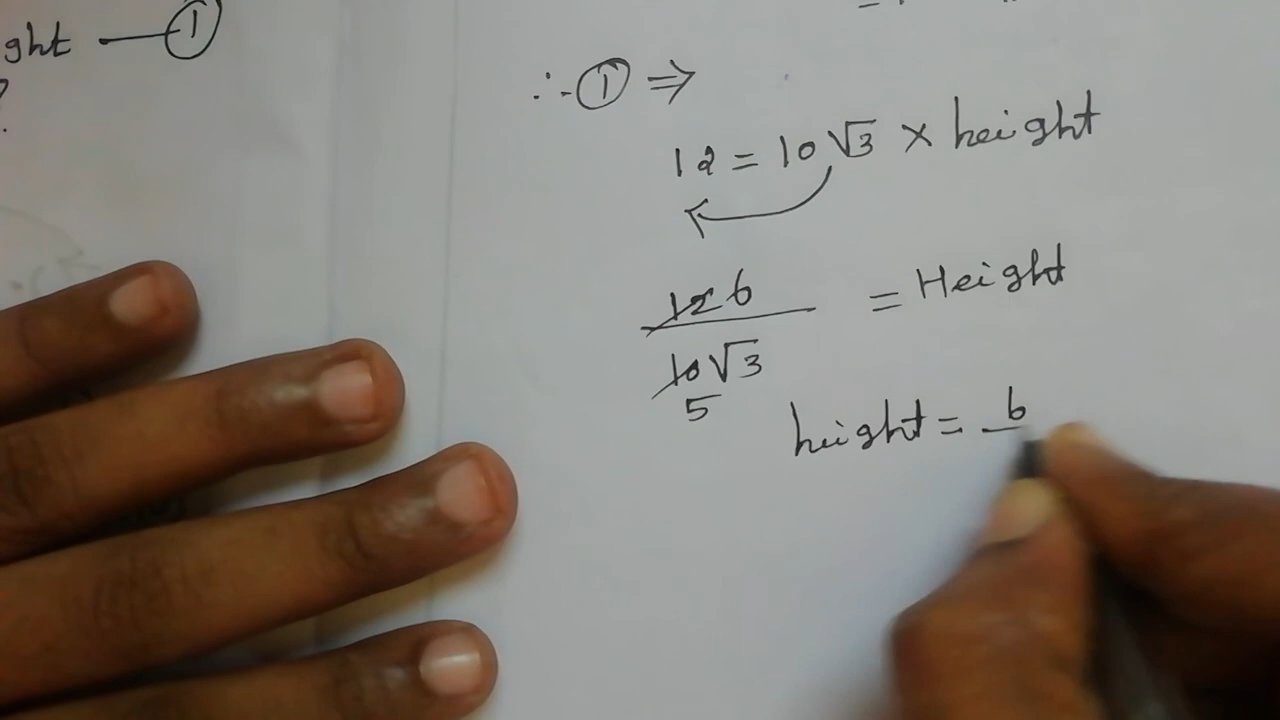 ght — ①
?
∴ ① ⇒
12 = 10√3 × height
12 6
10√3 = Height
5
height = 6